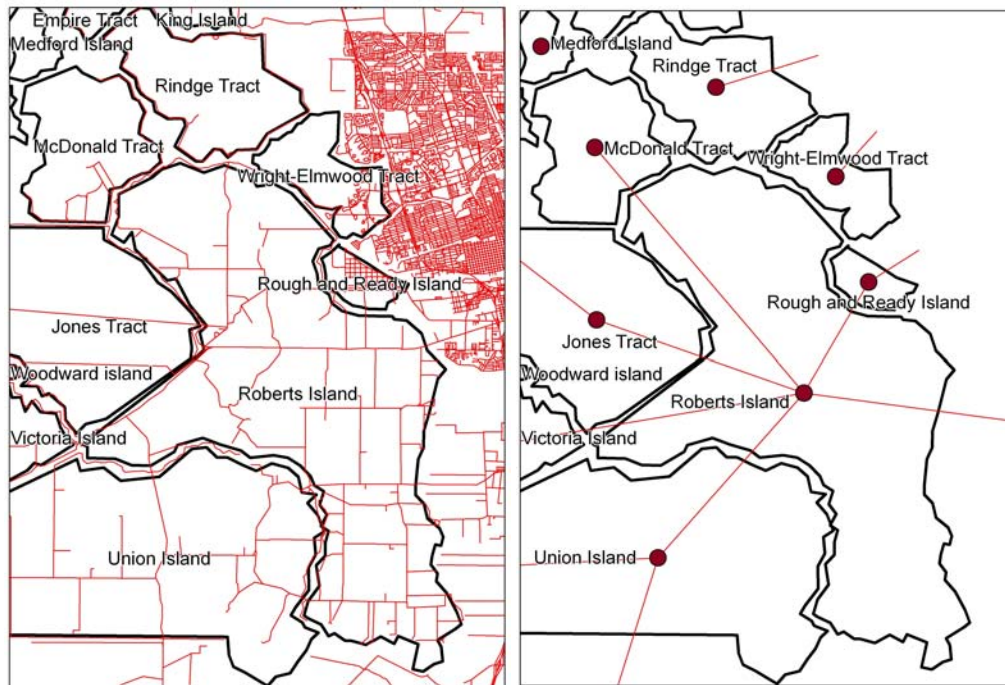 Empire Tract
King Island
Medford Island
Rindge Tract
McDonald Tract
Wright-Elmwood Tract
Rough and Ready Island
Jones Tract
Woodward island
Roberts Island
Victoria Island
Union Island
Medford Island
Rindge Tract
McDonald Tract
Wright-Elmwood Tract
Rough and Ready Island
Jones Tract
Woodward island
Roberts Island
Victoria Island
Union Island